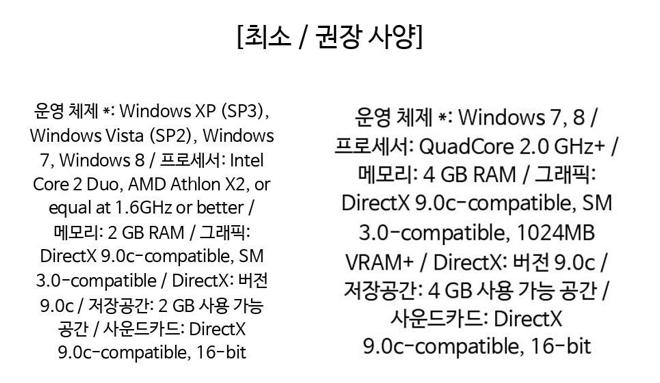 [최소 / 권장 사양]
운영 체제 *: Windows XP (SP3),
Windows Vista (SP2), Windows
7, Windows 8 / 프로세서: Intel
Core 2 Duo, AMD Athlon X2, or
equal at 1.6GHz or better /
메모리: 2 GB RAM / 그래픽:
DirectX 9.0c-compatible, SM
3.0-compatible / DirectX: 버전
9.0c / 저장공간: 2 GB 사용 가능
공간 / 사운드카드: DirectX
9.0c-compatible, 16-bit
운영 체제 *: Windows 7, 8 /
프로세서: QuadCore 2.0 GHz+ /
메모리: 4 GB RAM / 그래픽:
DirectX 9.0c-compatible, SM
3.0-compatible, 1024MB
VRAM+ / DirectX: 버전 9.0c /
저장공간: 4 GB 사용 가능 공간 /
사운드카드: DirectX
9.0c-compatible, 16-bit